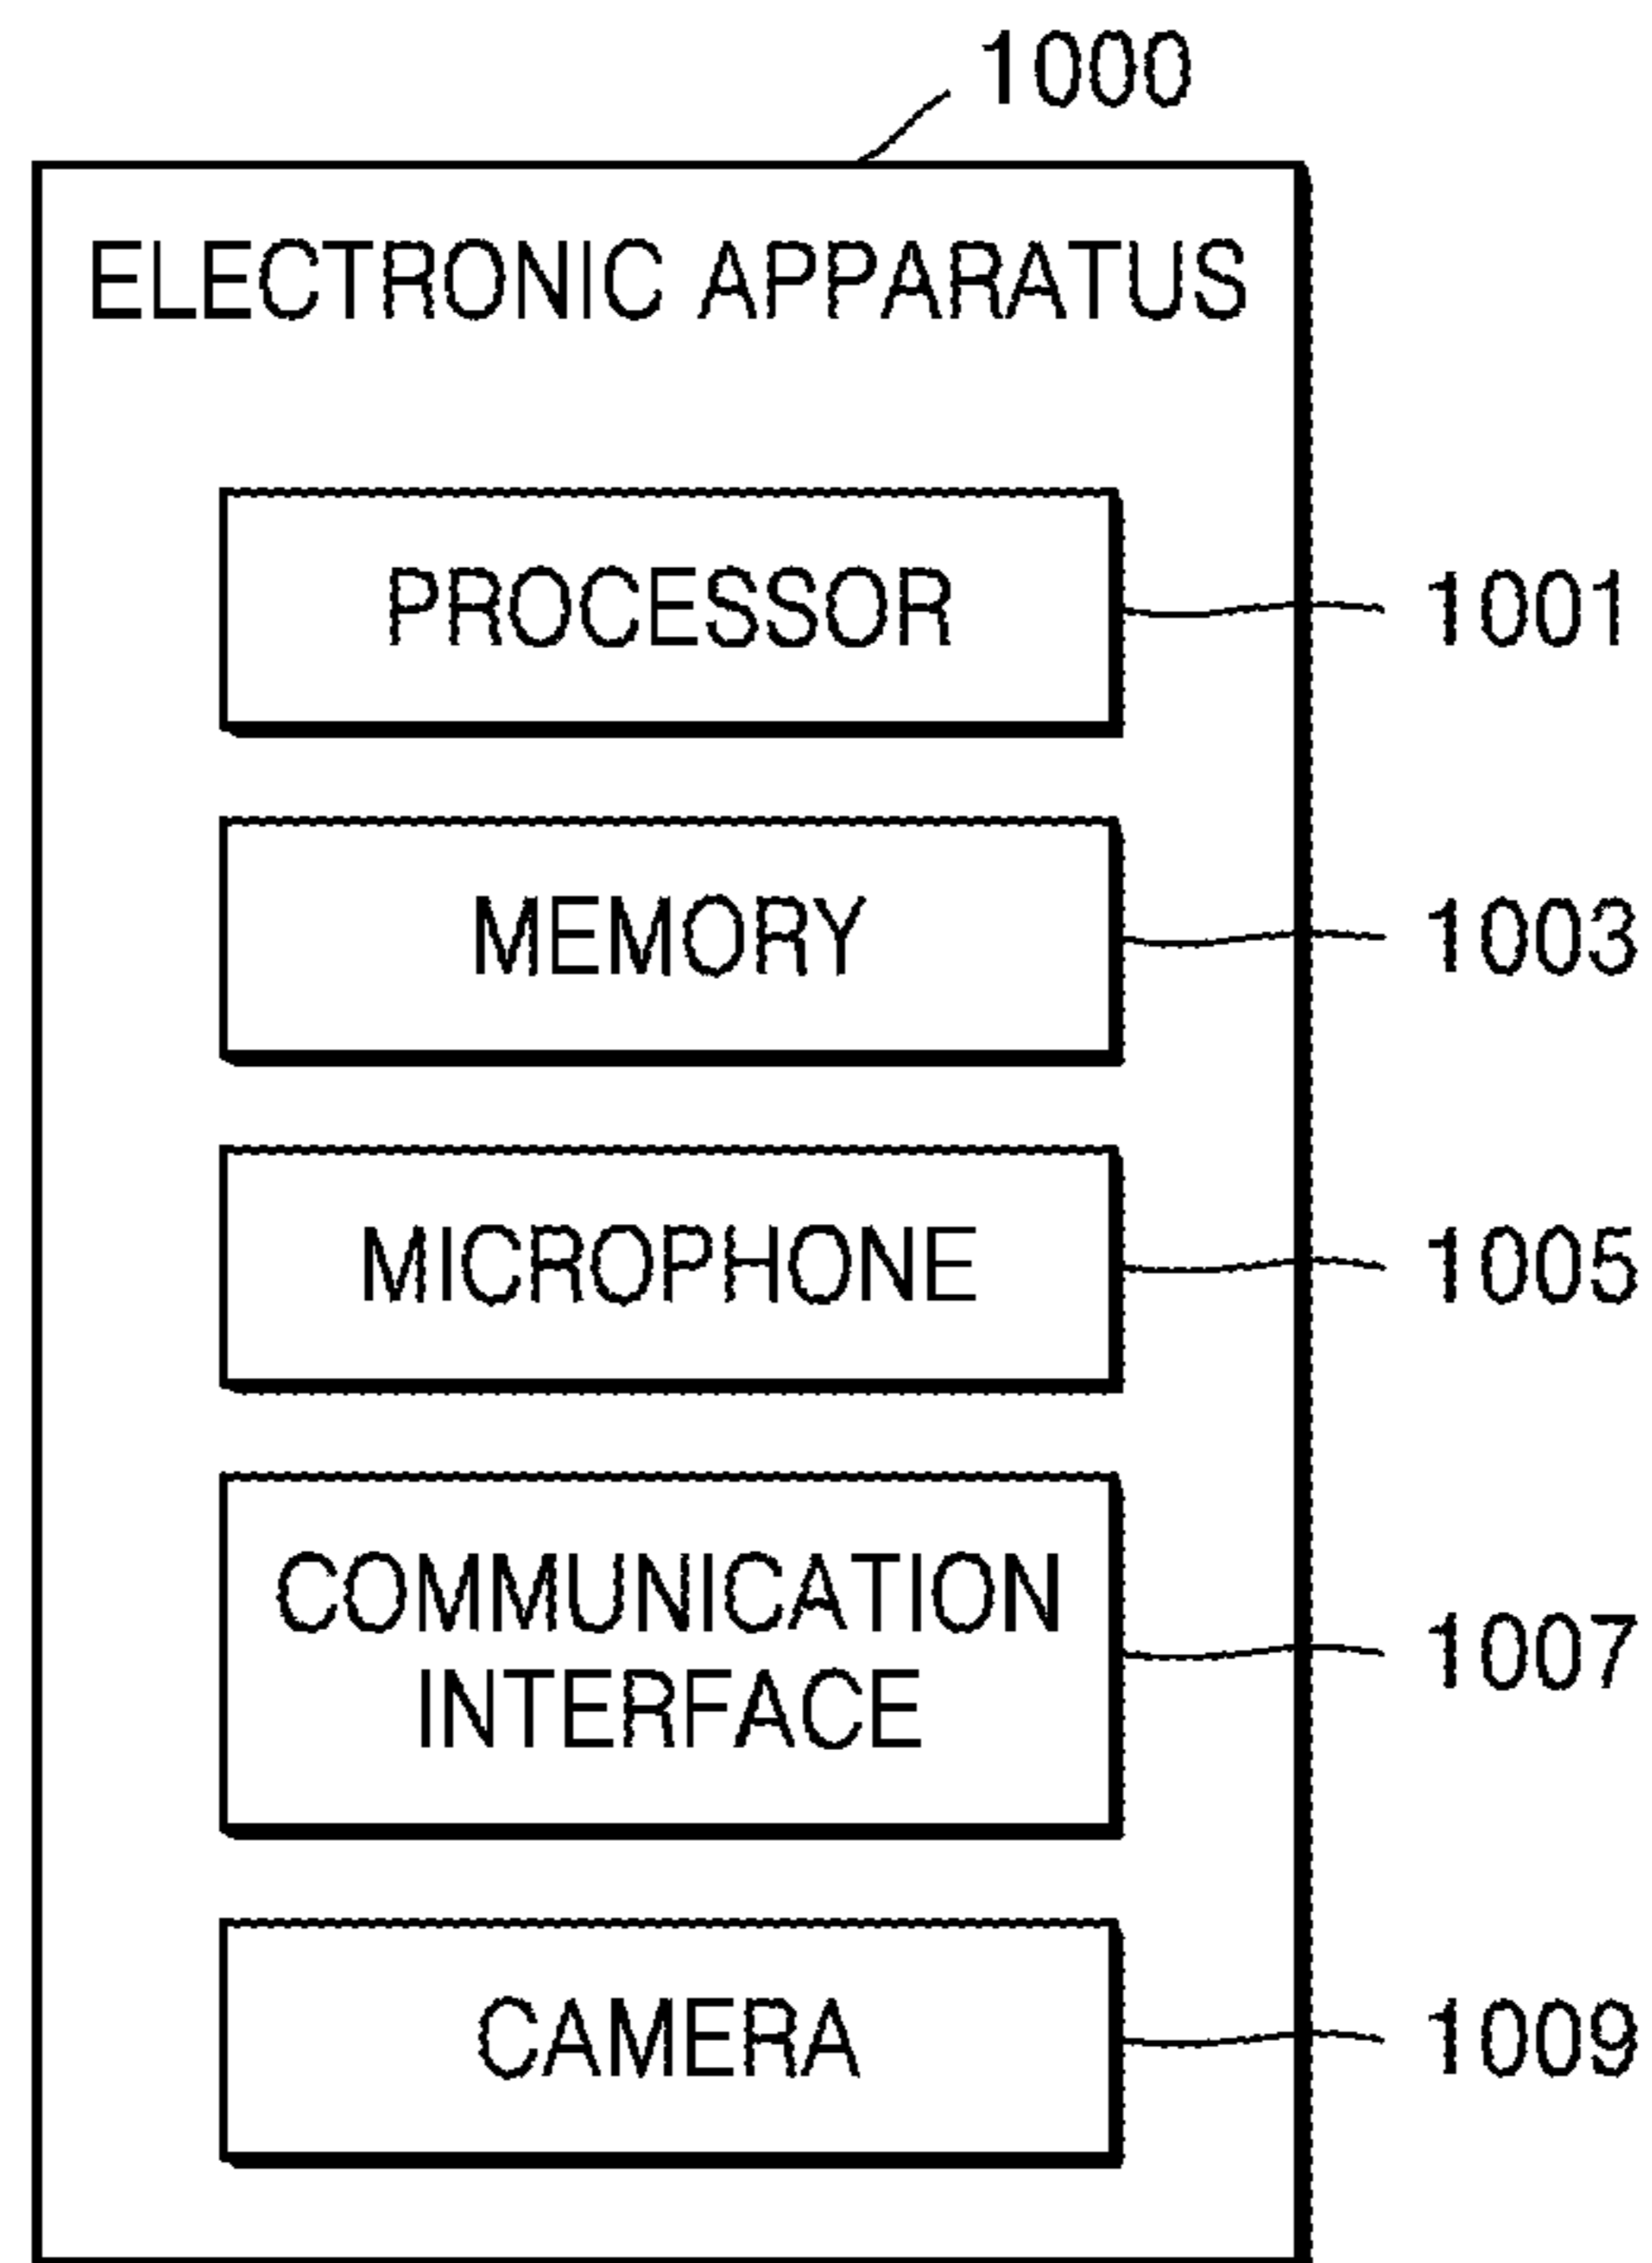 1000
ELECTRONIC APPARATUS
PROCESSOR
1001
MEMORY
1003
MICROPHONE
1005
COMMUNICATION
INTERFACE
1007
CAMERA
1009